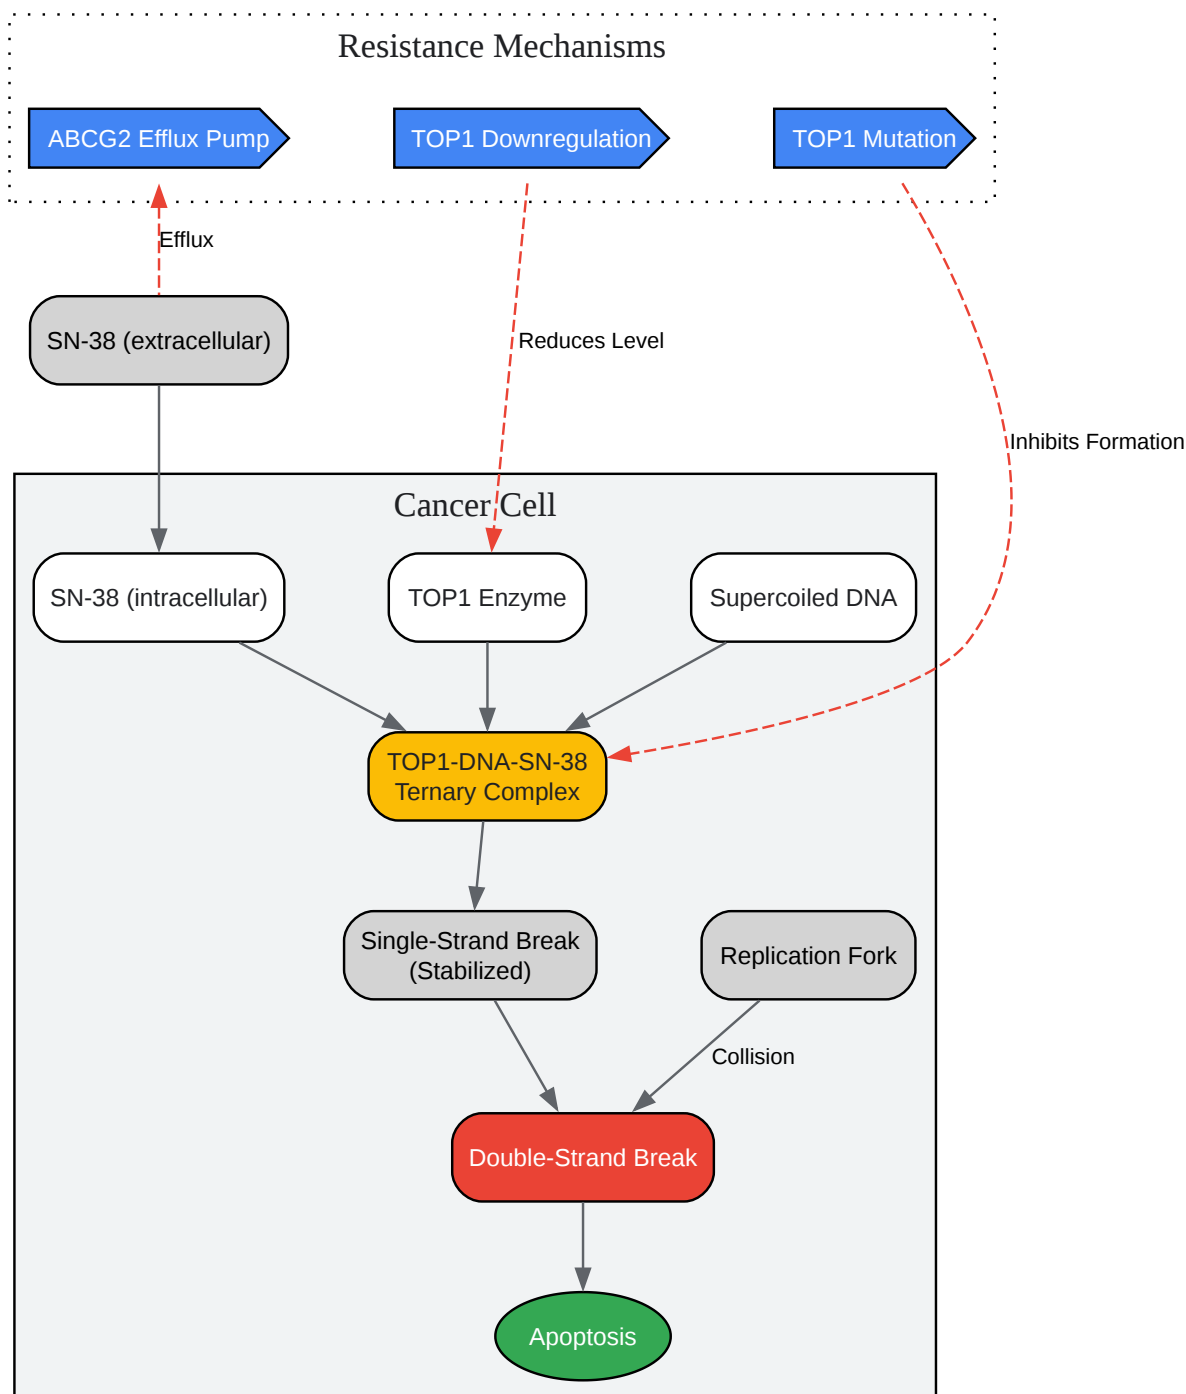 Resistance Mechanisms
ABCG2 Efflux Pump
TOP1 Downregulation
TOP1 Mutation
Efflux
SN-38 (extracellular)
Reduces Level
Inhibits Formation
Cancer Cell
SN-38 (intracellular)
TOP1 Enzyme
Supercoiled DNA
TOP1-DNA-SN-38
Ternary Complex
Single-Strand Break
(Stabilized)
Replication Fork
Collision
Double-Strand Break
Apoptosis